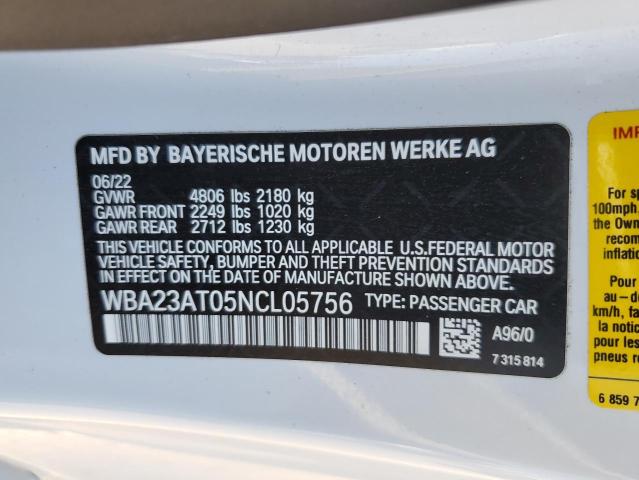 MFD BY BAYERISCHE MOTOREN WERKE AG
06/22
GVWR 4806 lbs 2180 kg
GAWR FRONT 2249 lbs 1020 kg
GAWR REAR 2712 lbs 1230 kg
THIS VEHICLE CONFORMS TO ALL APPLICABLE U.S.FEDERAL MOTOR
VEHICLE SAFETY, BUMPER AND THEFT PREVENTION STANDARDS
IN EFFECT ON THE DATE OF MANUFACTURE SHOWN ABOVE.
WBA23AT05NCL05756 TYPE: PASSENGER CAR
A96/0
7 315 814
IMP
For sp
100mph
the Own
recom
inflatio
Pour
au–de
km/h, fa
la notic
pour les
pneus re
6 859 7